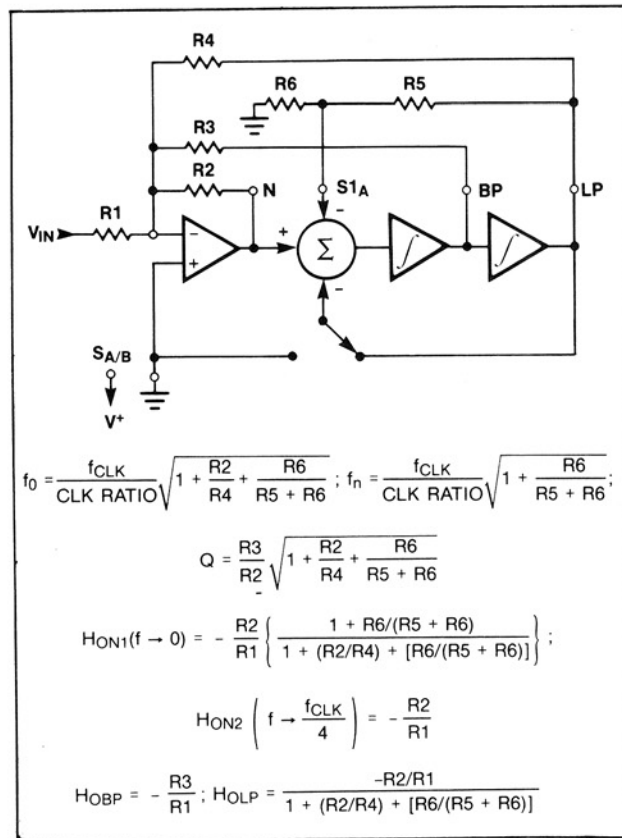 R4
R6 R5
R3
R2 N S1A BP LP
R1
VIN − + − Σ ∫ ∫
+ −
SA/B
V+
f0 = fCLK / CLK RATIO √(1 + R2/R4 + R6/(R5 + R6)) ; fn = fCLK / CLK RATIO √(1 + R6/(R5 + R6)) ;
Q = R3/R2 √(1 + R2/R4 + R6/(R5 + R6))
HON1(f → 0) = − R2/R1 { (1 + R6/(R5 + R6)) / (1 + (R2/R4) + [R6/(R5 + R6)]) } ;
HON2 ( f → fCLK/4 ) = − R2/R1
HOBP = − R3/R1 ; HOLP = −R2/R1 / (1 + (R2/R4) + [R6/(R5 + R6)])